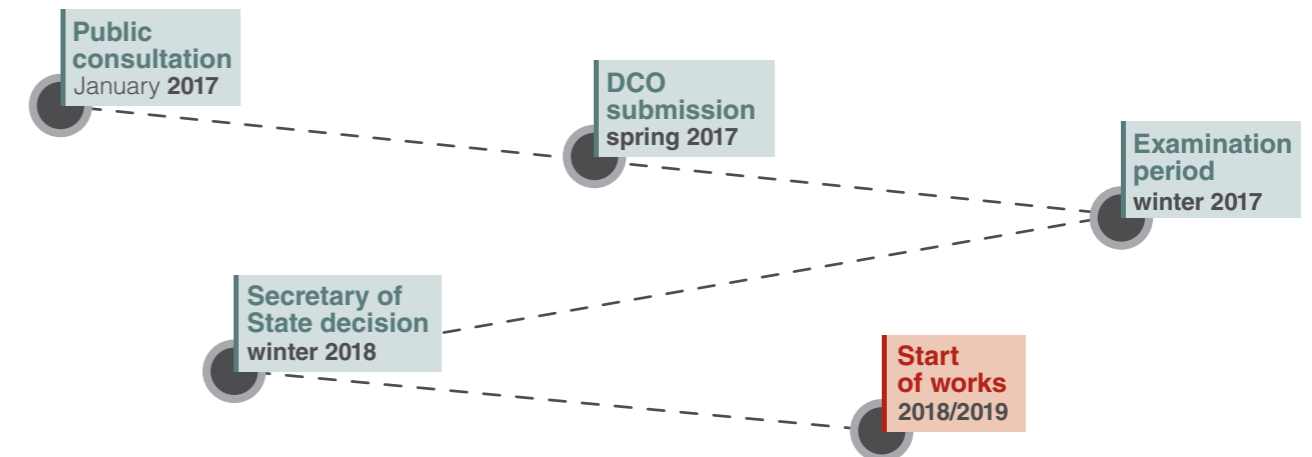 Public
consultation
January 2017
DCO
submission
spring 2017
Examination
period
winter 2017
Secretary of
State decision
winter 2018
Start
of works
2018/2019